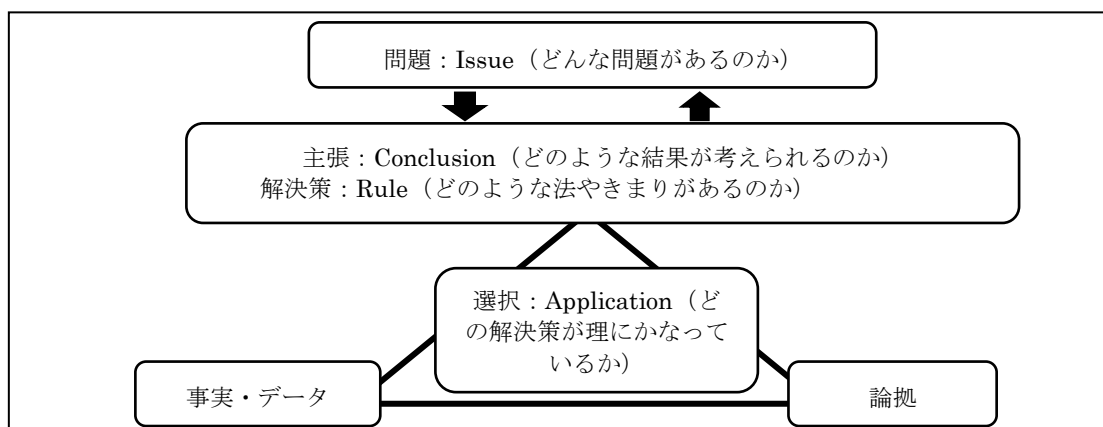 問題:Issue(どんな問題があるのか)
主張:Conclusion(どのような結果が考えられるのか)
解決策:Rule(どのような法やきまりがあるのか)
選択:Application(ど
の解決策が理にかなって
いるか)
事実・データ
論拠